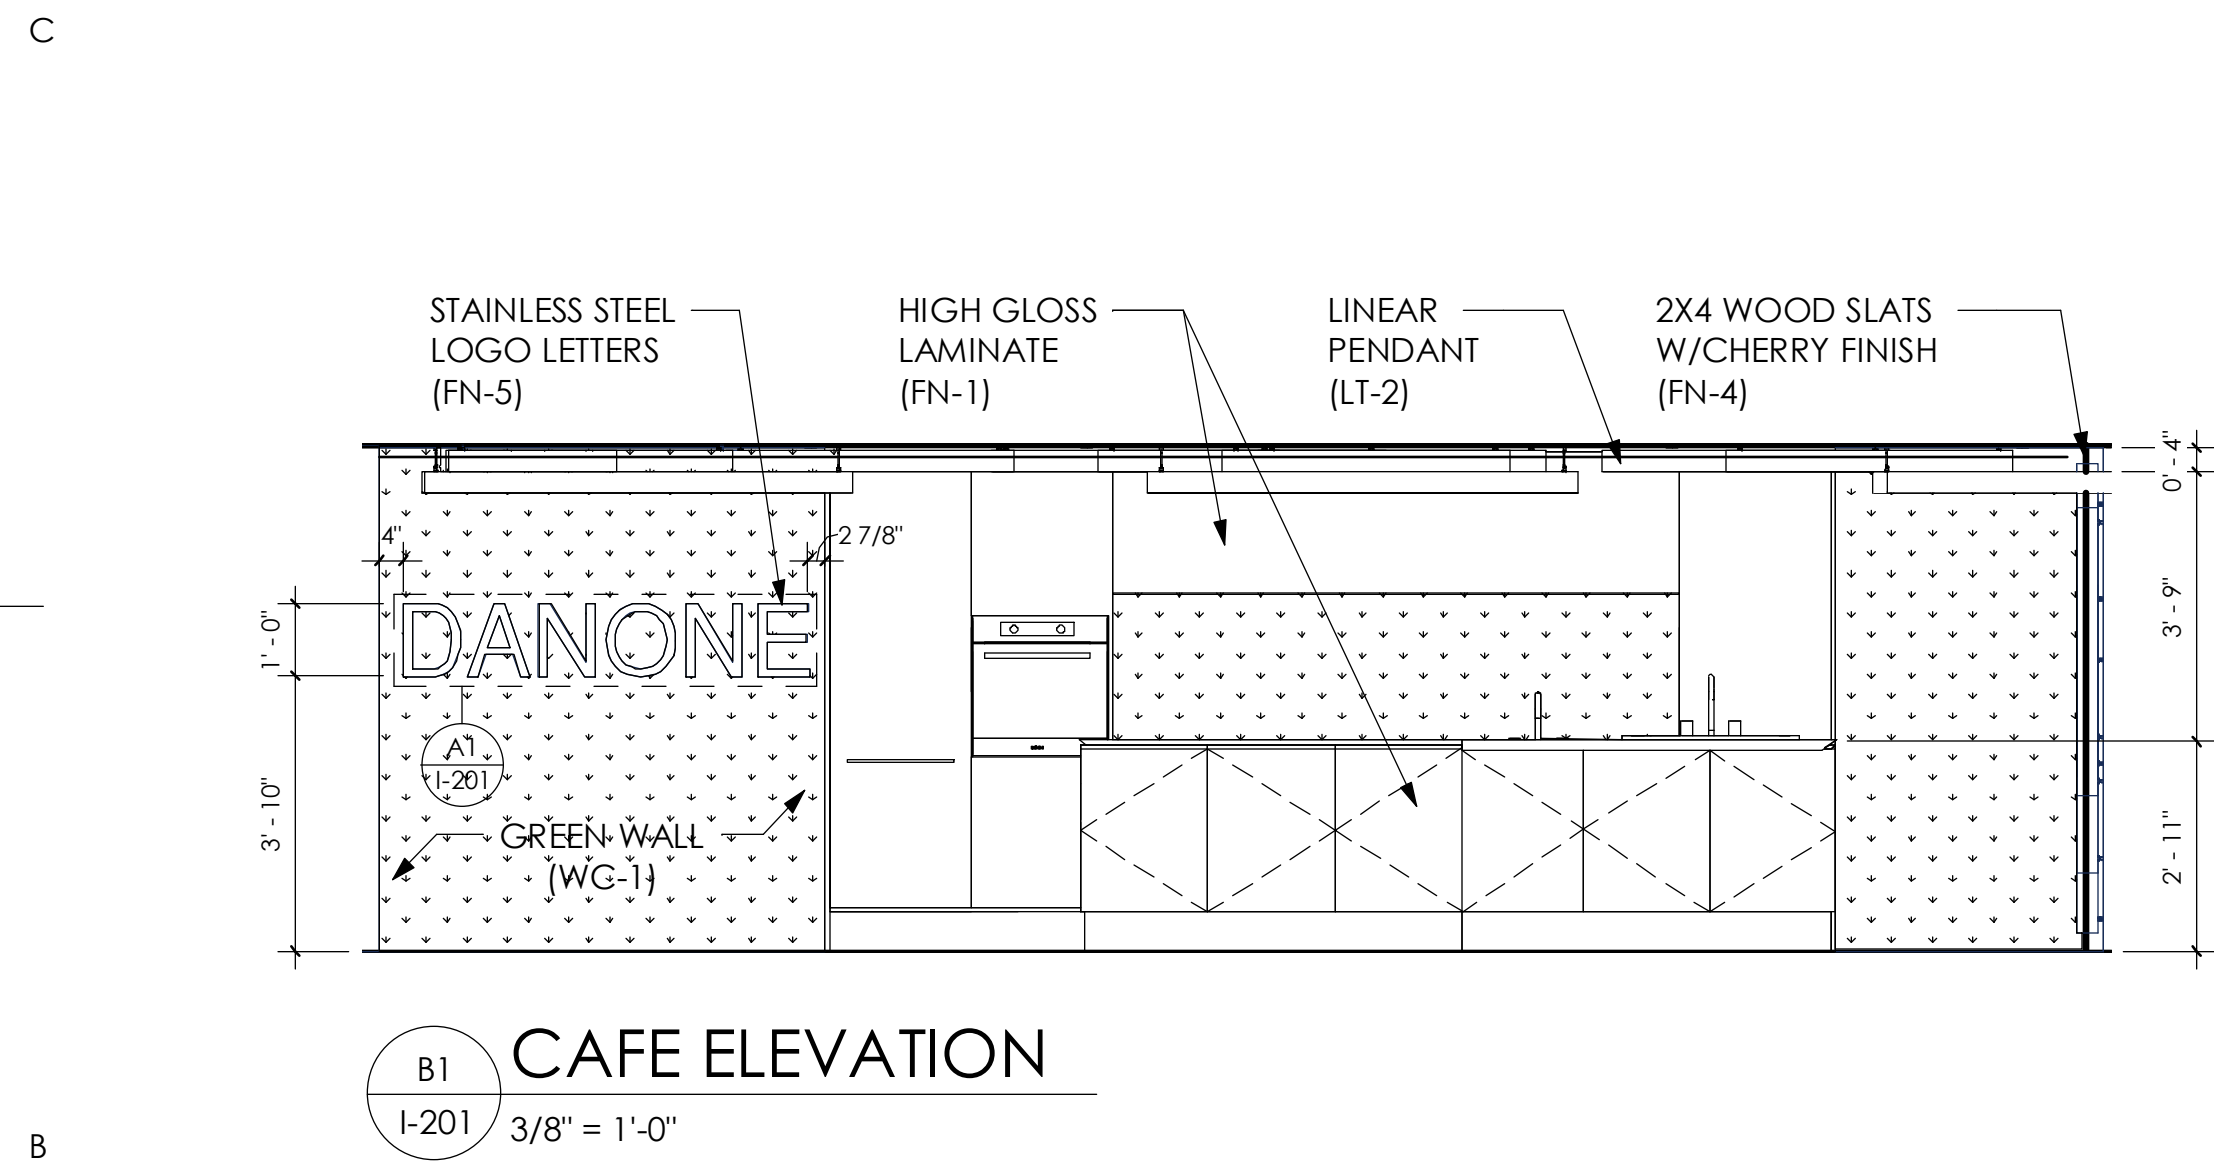 C
STAINLESS STEEL
LOGO LETTERS
(FN-5)
HIGH GLOSS
LAMINATE
(FN-1)
LINEAR
PENDANT
(LT-2)
2X4 WOOD SLATS
W/CHERRY FINISH
(FN-4)
0' - 4"
4"
2 7/8"
1' - 0"
DANONE
3' - 9"
A1
I-201
3' - 10"
GREEN WALL
(WC-1)
2' - 11"
B1
I-201
CAFE ELEVATION
3/8" = 1'-0"
B